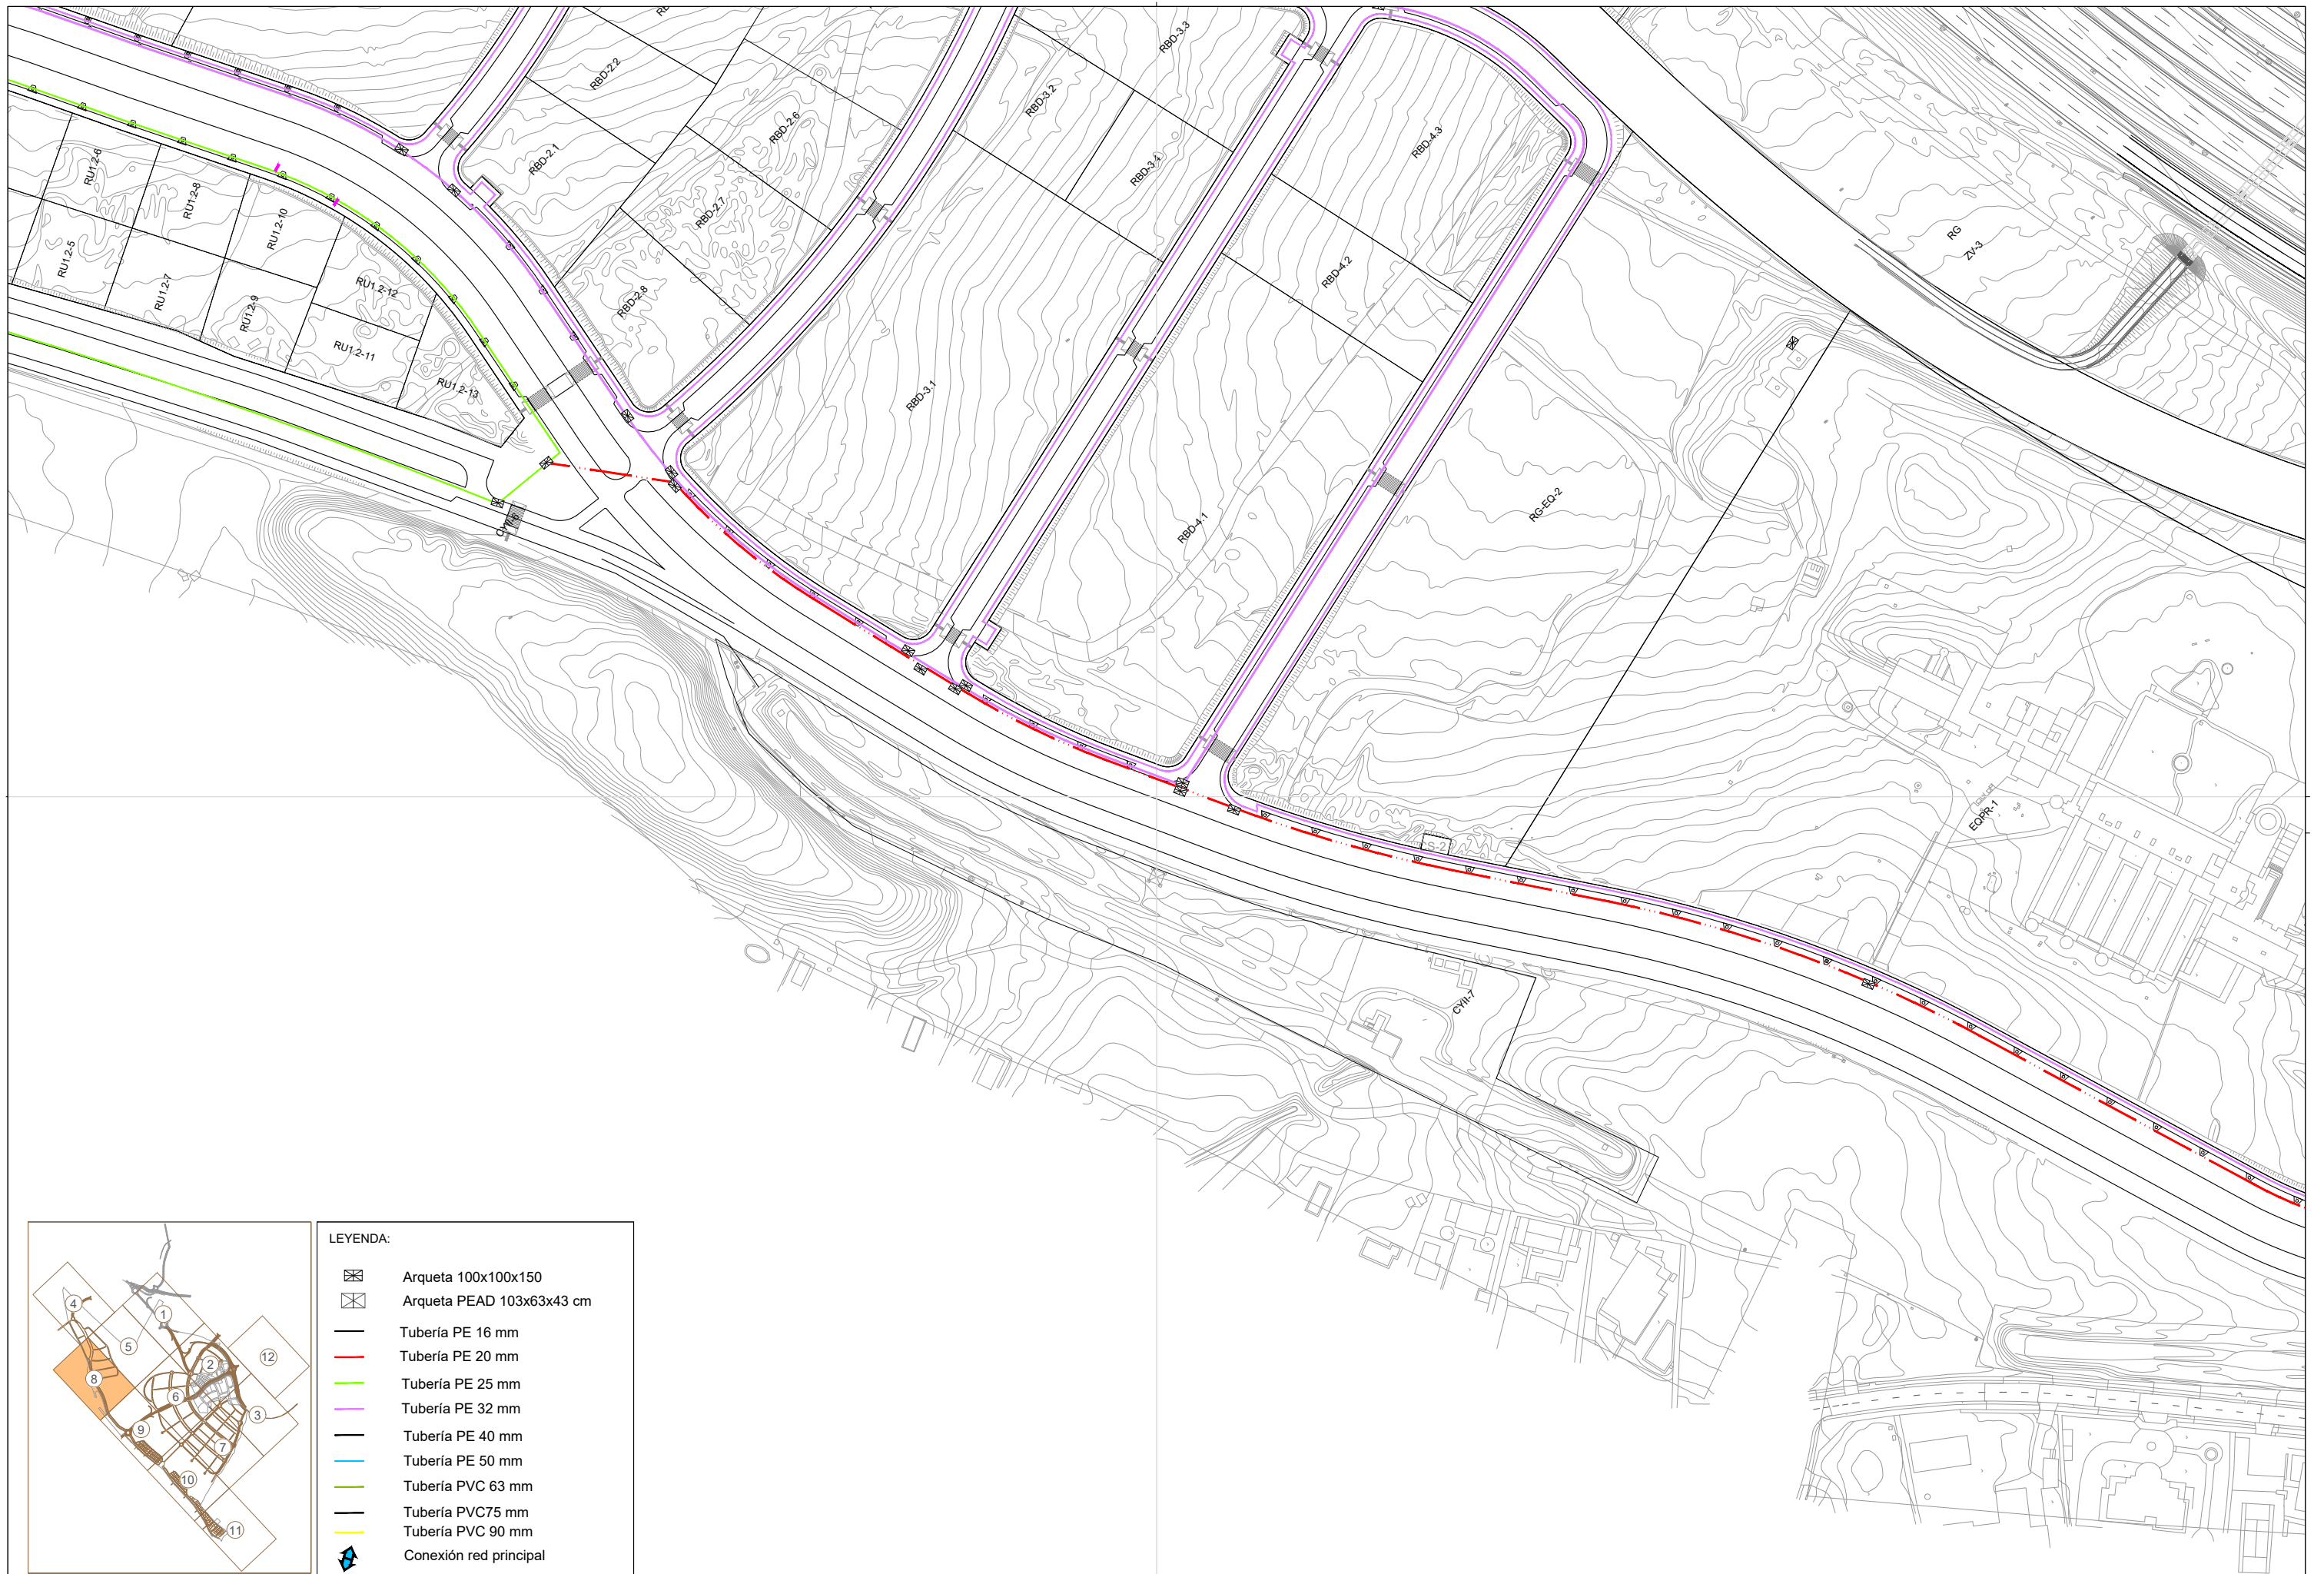 RBD-2.2
RBD-3.3
RBD-3.2
RBD-2.6
RBD-2.1
RBD-4.3
RBD-3.4
RU1.2-6
RU1.2-8
RU1.2-10
RBD-2.7
RG
ZV-3
RU1.2-5
RU1.2-7
RU1.2-9
RU1.2-12
RBD-2.8
RBD-4.2
RU1.2-11
RU1.2-13
RBD-3.1
RG-EQ-2
RBD-4.1
CYII-6
EQPR-1
CS-2
CYII-7
LEYENDA:
Arqueta 100x100x150
Arqueta PEAD 103x63x43 cm
Tubería PE 16 mm
Tubería PE 20 mm
Tubería PE 25 mm
Tubería PE 32 mm
Tubería PE 40 mm
Tubería PE 50 mm
Tubería PVC 63 mm
Tubería PVC75 mm
Tubería PVC 90 mm
Conexión red principal
4
1
5
2
12
8
6
3
9
7
10
11